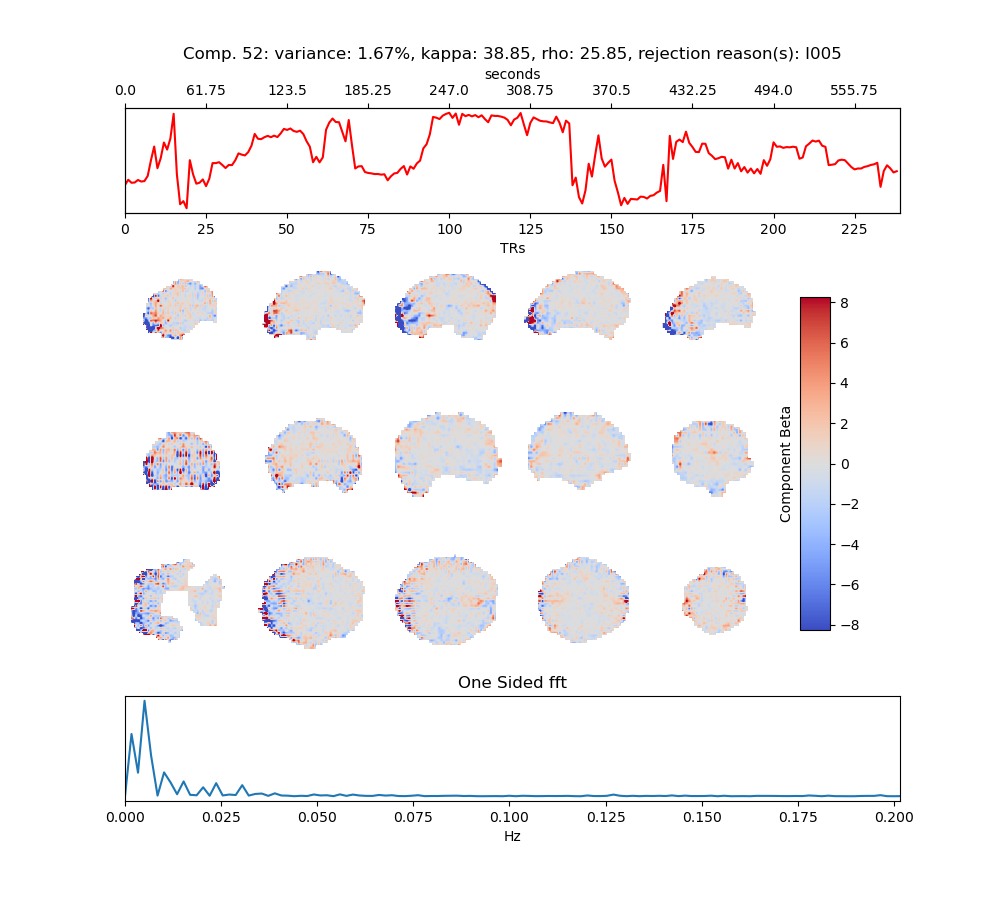 Comp. 52: variance: 1.67%, kappa: 38.85, rho: 25.85, rejection reason(s): I005
seconds
0.0 61.75 123.5 185.25 247.0 308.75 370.5 432.25 494.0 555.75
0 25 50 75 100 125 150 175 200 225
TRs
8
6
4
2
0
−2
−4
−6
−8
Component Beta
One Sided fft
0.000 0.025 0.050 0.075 0.100 0.125 0.150 0.175 0.200
Hz